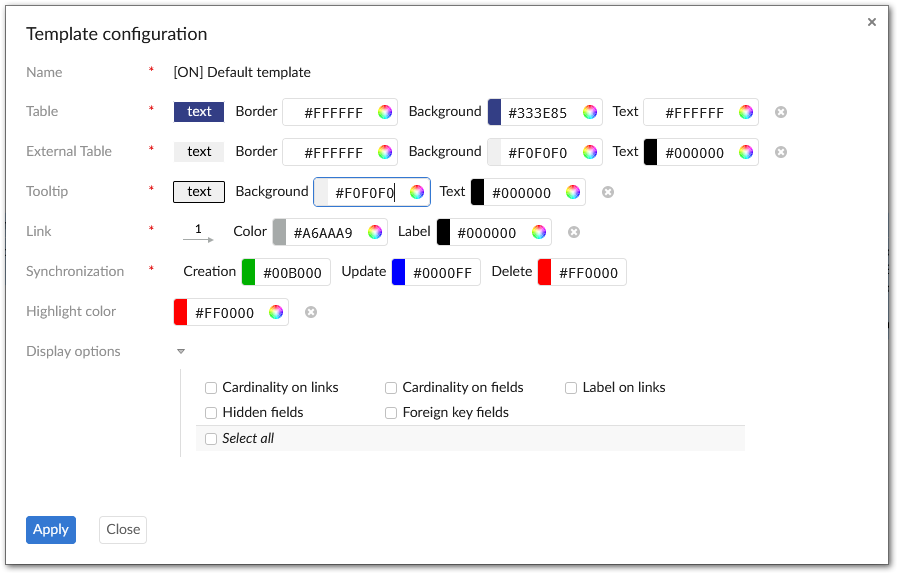 Template configuration
Name * [ON] Default template
Table * text Border #FFFFFF Background #333E85 Text #FFFFFF
External Table * text Border #FFFFFF Background #F0F0F0 Text #000000
Tooltip * text Background #F0F0F0 Text #000000
Link * 1 Color #A6AAA9 Label #000000
Synchronization * Creation #00B000 Update #0000FF Delete #FF0000
Highlight color #FF0000
Display options
Cardinality on links Cardinality on fields Label on links
Hidden fields Foreign key fields
Select all
Apply Close